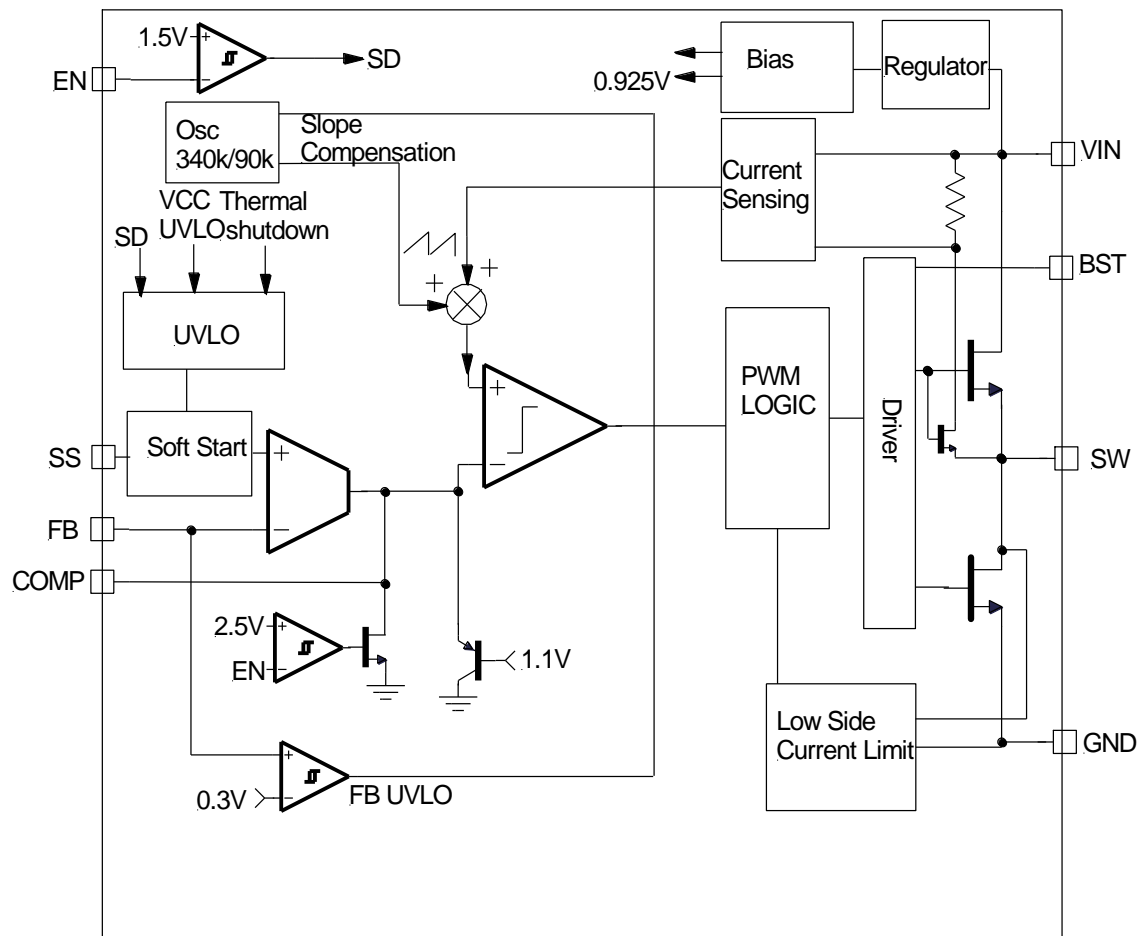 1.5V
+
−
SD
EN
Bias
0.925V
Regulator
Osc
340k/90k
Slope
Compensation
VIN
Current
Sensing
VCC
UVLO
Thermal
shutdown
SD
+
+
BST
UVLO
PWM
LOGIC
Driver
+
−
SS
Soft Start
+
−
SW
FB
COMP
2.5V
+
EN
−
1.1V
Low Side
Current Limit
GND
+
0.3V
−
FB UVLO